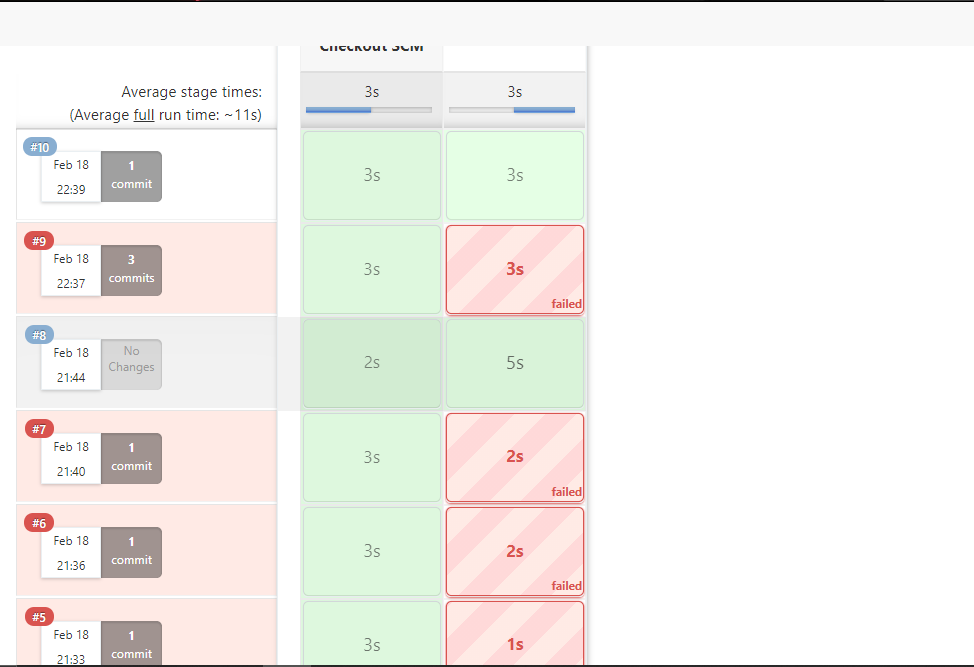 Checkout SCM
Average stage times:
(Average full run time: ~11s)
3s
3s
#10
Feb 18
22:39
1
commit
3s
3s
#9
Feb 18
22:37
3
commits
3s
3s
failed
#8
Feb 18
21:44
No
Changes
2s
5s
#7
Feb 18
21:40
1
commit
3s
2s
failed
#6
Feb 18
21:36
1
commit
3s
2s
failed
#5
Feb 18
21:33
1
commit
3s
1s